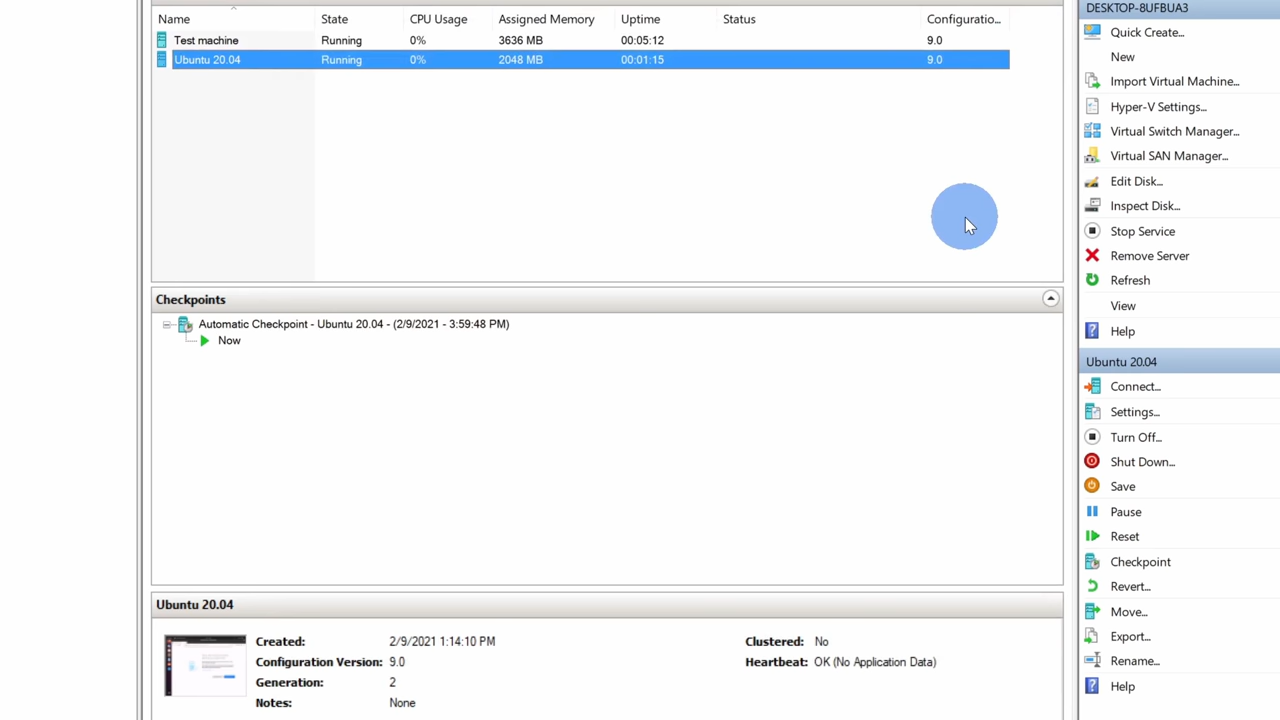 Name State CPU Usage Assigned Memory Uptime Status Configuratio...
Test machine Running 0% 3636 MB 00:05:12 9.0
Ubuntu 20.04 Running 0% 2048 MB 00:01:15 9.0
Checkpoints
Automatic Checkpoint - Ubuntu 20.04 - (2/9/2021 - 3:59:48 PM)
Now
Ubuntu 20.04
Created: 2/9/2021 1:14:10 PM Clustered: No
Configuration Version: 9.0 Heartbeat: OK (No Application Data)
Generation: 2
Notes: None
DESKTOP-8UFBUA3
Quick Create...
New
Import Virtual Machine...
Hyper-V Settings...
Virtual Switch Manager...
Virtual SAN Manager...
Edit Disk...
Inspect Disk...
Stop Service
Remove Server
Refresh
View
Help
Ubuntu 20.04
Connect...
Settings...
Turn Off...
Shut Down...
Save
Pause
Reset
Checkpoint
Revert...
Move...
Export...
Rename...
Help